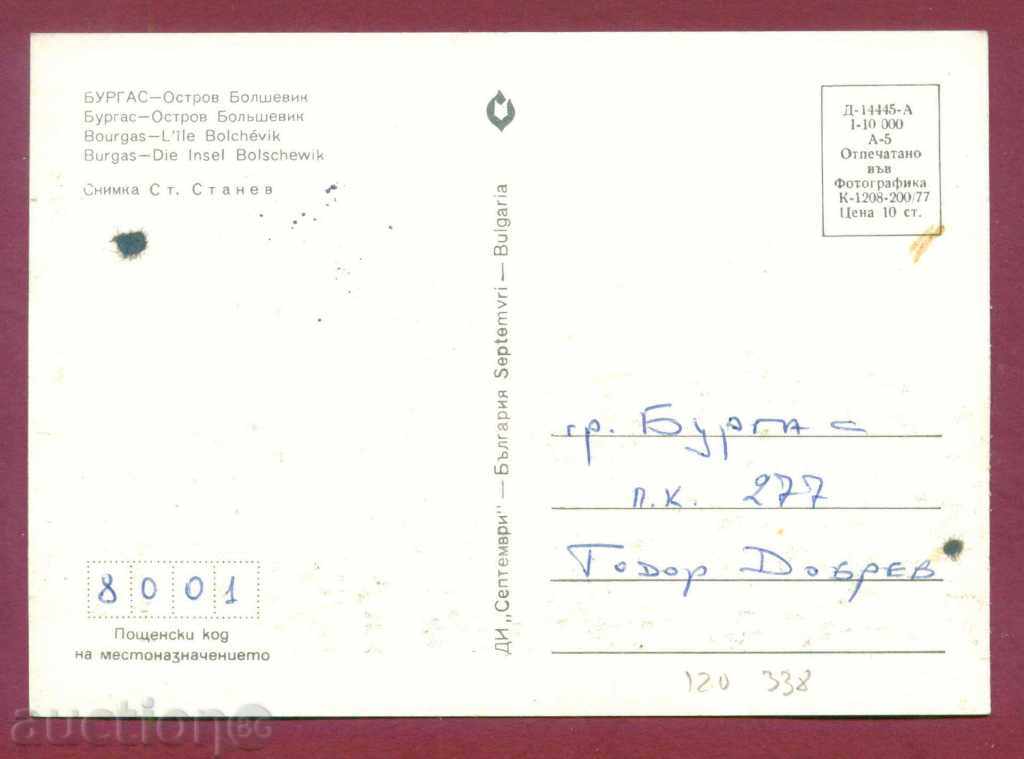 БУРГАС—Остров Болшевик
Бургас—Остров Большевик
Bourgas—L'île Bolchévik
Burgas—Die Insel Bolschewik
Снимка Ст. Станев
Д-14445-А
I-10 000
А-5
Отпечатано
във
Фотографика
К-1208-200/77
Цена 10 ст.
ДИ „Септември" — България Septemvri — Bulgaria
гр. Бургас
п.к. 277
Тодор Добрев
8001
Пощенски код
на местоназначението
120 338
auction.bg